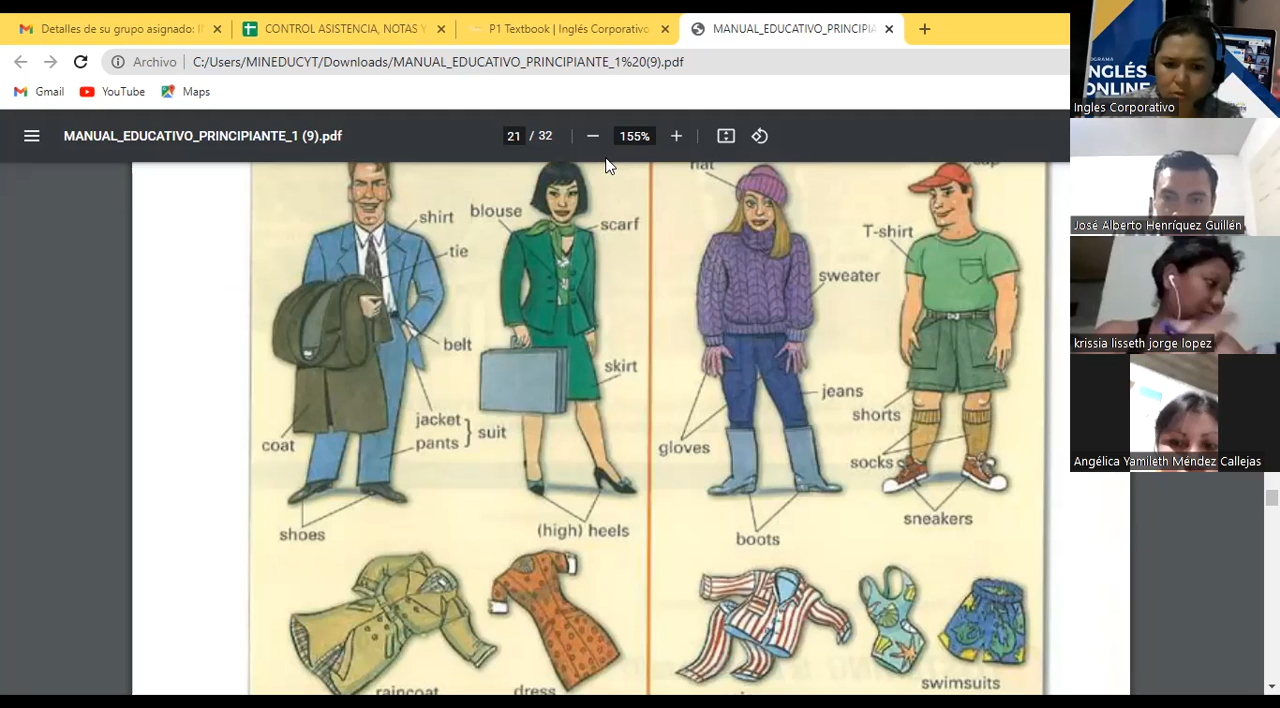 Detalles de su grupo asignado: I
CONTROL ASISTENCIA, NOTAS Y
P1 Textbook | Inglés Corporativo
MANUAL_EDUCATIVO_PRINCIPIA
Archivo
C:/Users/MINEDUCYT/Downloads/MANUAL_EDUCATIVO_PRINCIPIANTE_1%20(9).pdf
Gmail
YouTube
Maps
MANUAL_EDUCATIVO_PRINCIPIANTE_1 (9).pdf
21 / 32
155%
hat
cap
shirt
blouse
scarf
T-shirt
tie
sweater
belt
skirt
jacket
pants
suit
coat
jeans
shorts
gloves
socks
shoes
(high) heels
boots
sneakers
raincoat
dress
swimsuits
INGLÉS
ONLINE
Ingles Corporativo
José Alberto Henríquez Guillén
krissia lisseth jorge lopez
Angélica Yamileth Méndez Callejas